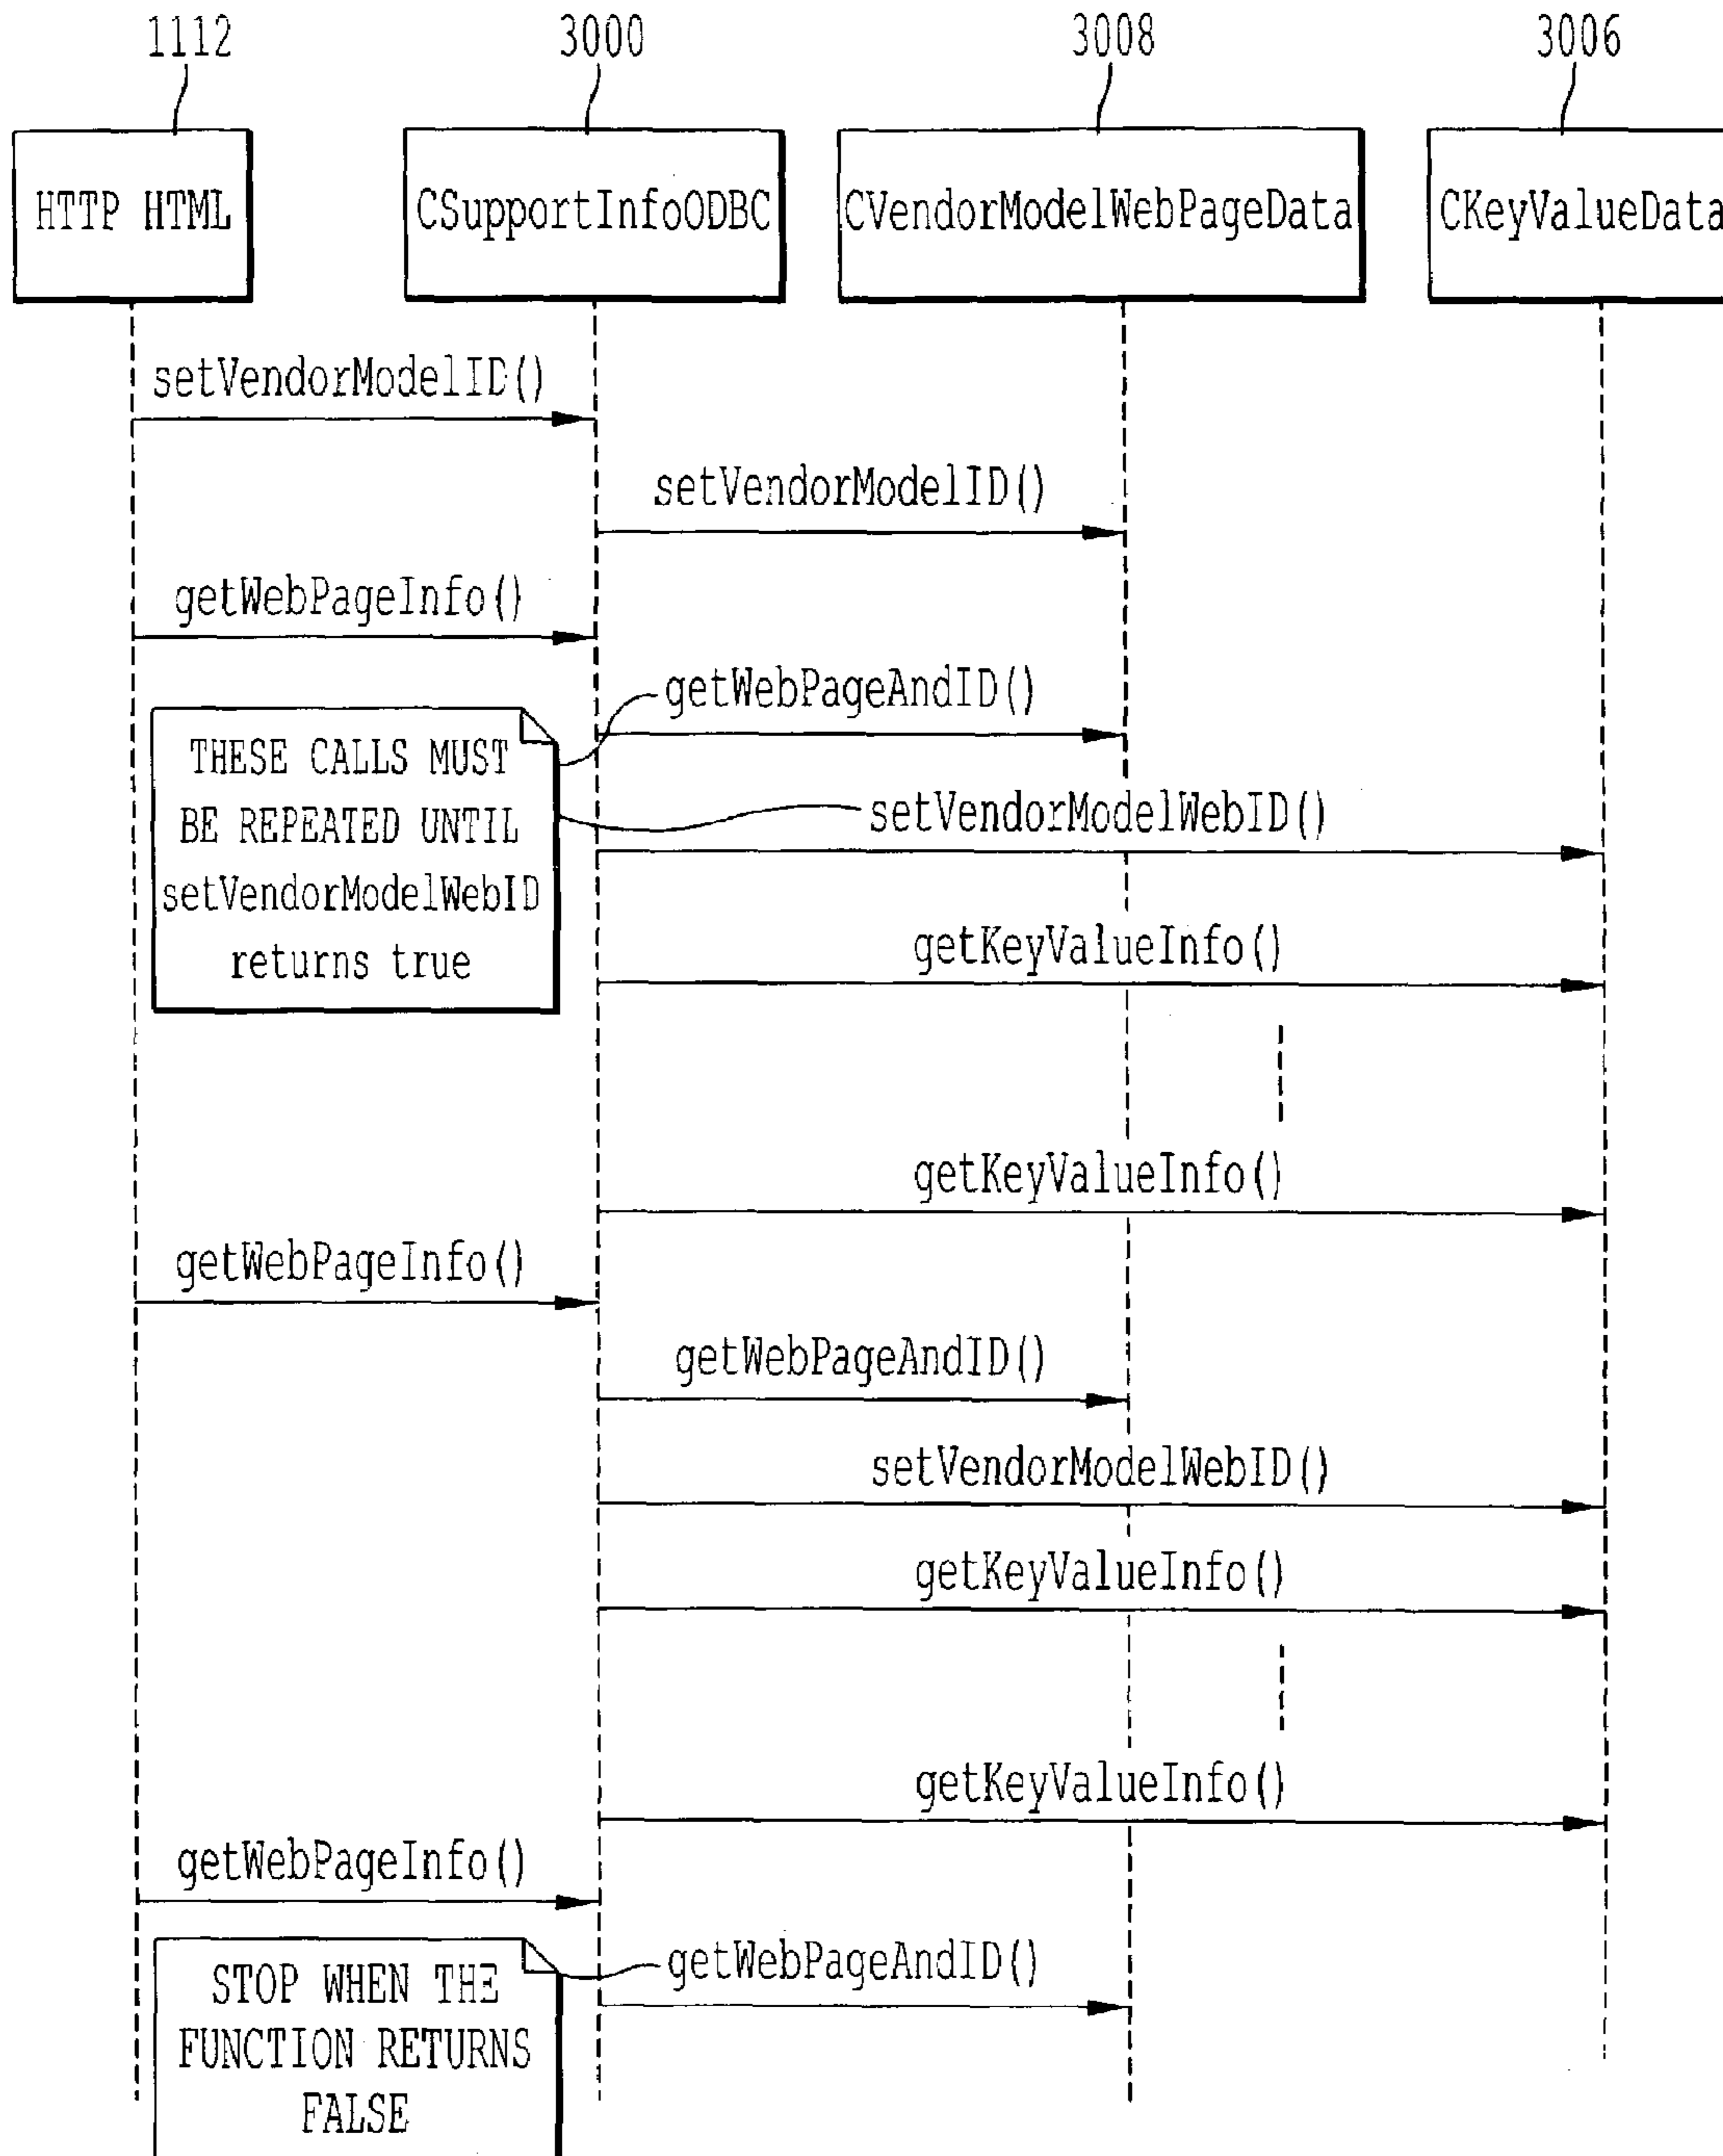 1112
3000
3008
3006
HTTP HTML
CSupportInfoODBC
CVendorModelWebPageData
CKeyValueData
setVendorModelID()
setVendorModelID()
getWebPageInfo()
getWebPageAndID()
THESE CALLS MUST
BE REPEATED UNTIL
setVendorModelWebID
returns true
setVendorModelWebID()
getKeyValueInfo()
getKeyValueInfo()
getWebPageInfo()
getWebPageAndID()
setVendorModelWebID()
getKeyValueInfo()
getKeyValueInfo()
getWebPageInfo()
getWebPageAndID()
STOP WHEN THE
FUNCTION RETURNS
FALSE